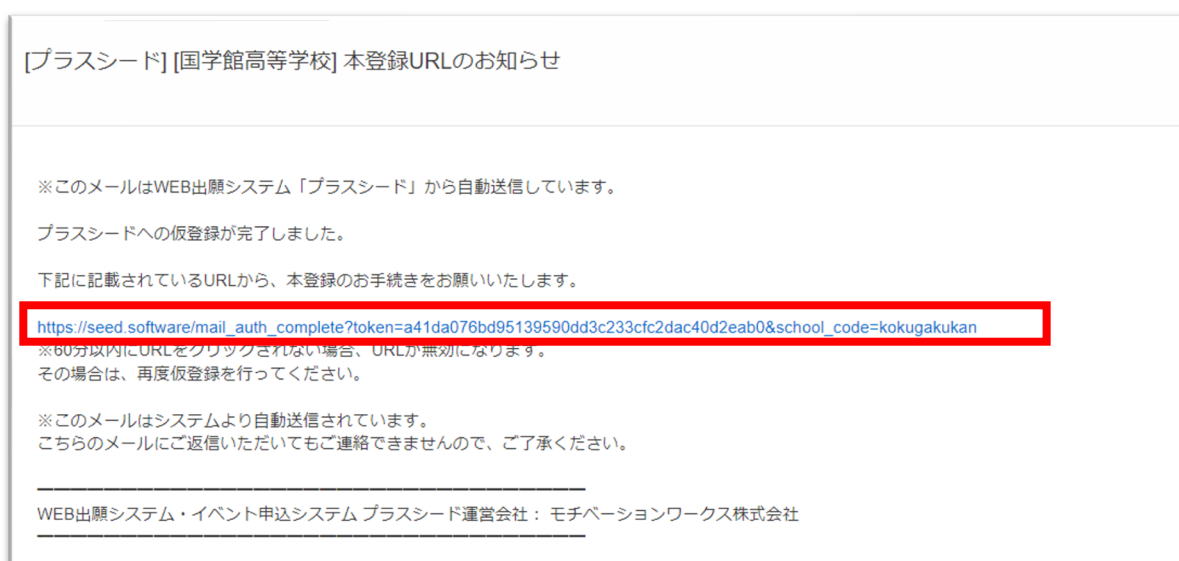 [プラスシード] [国学館高等学校] 本登録URLのお知らせ
※このメールはWEB出願システム「プラスシード」から自動送信しています。
プラスシードへの仮登録が完了しました。
下記に記載されているURLから、本登録のお手続きをお願いいたします。
https://seed.software/mail_auth_complete?token=a41da076bd95139590dd3c233cfc2dac40d2eab0&school_code=kokugakukan
※60分以内にURLをクリックされない場合、URLが無効になります。
その場合は、再度仮登録を行ってください。
※このメールはシステムより自動送信されています。
こちらのメールにご返信いただいてもご連絡できませんので、ご了承ください。
WEB出願システム・イベント申込システム プラスシード運営会社： モチベーションワークス株式会社